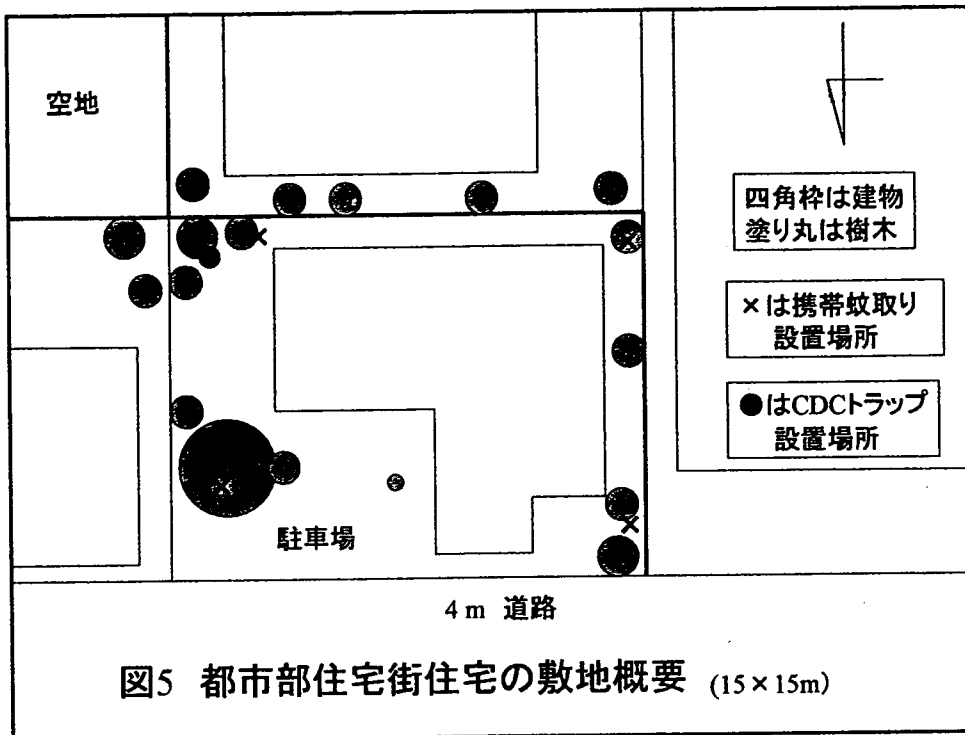 空地
四角枠は建物
塗り丸は樹木
×は携帯蚊取り
設置場所
●はCDCトラップ
設置場所
駐車場
4 m 道路
図5 都市部住宅街住宅の敷地概要 (15×15m)